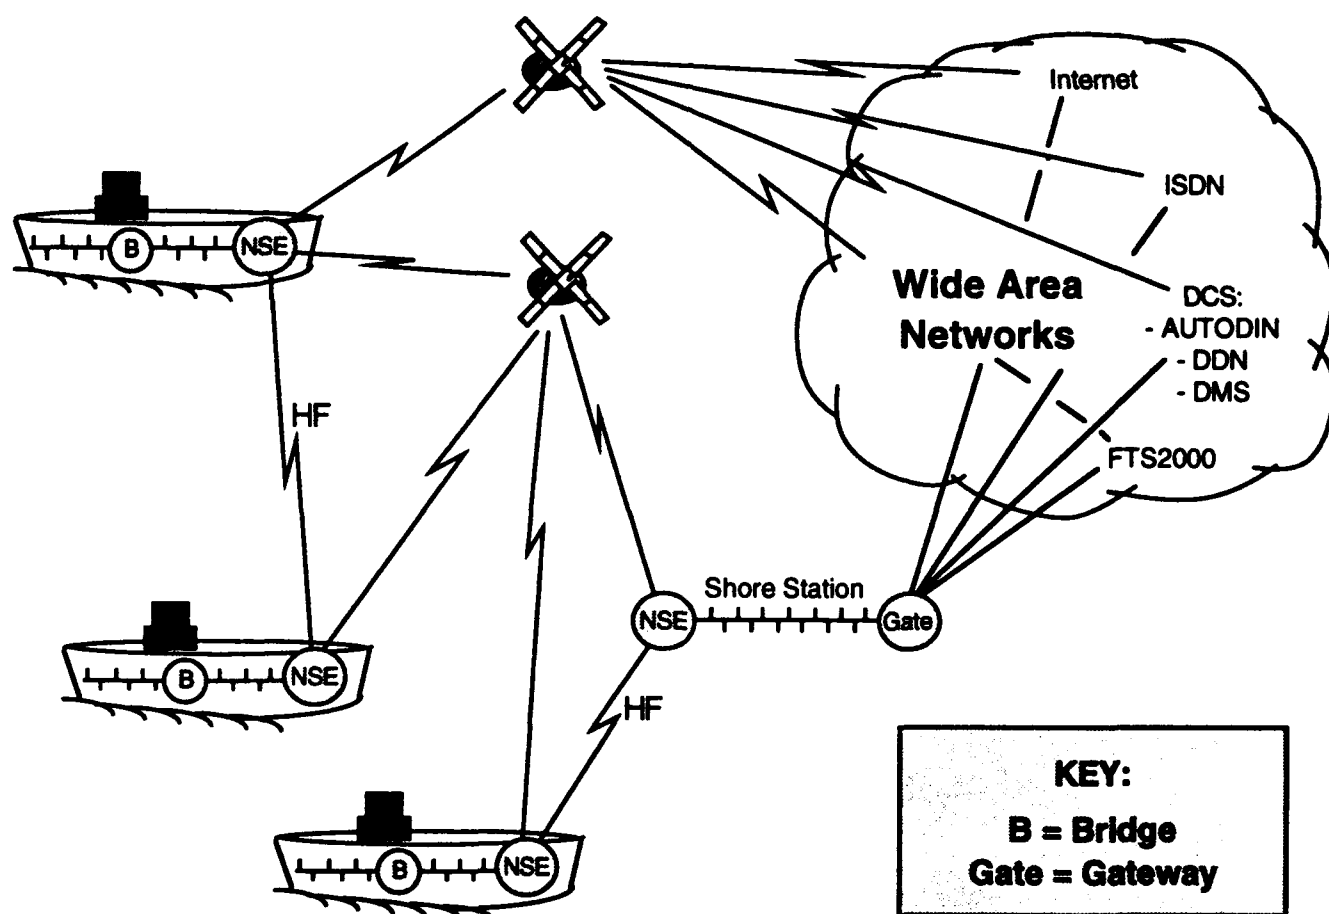 Internet
ISDN
B
NSE
Wide Area
Networks
DCS:
- AUTODIN
- DDN
- DMS
HF
FTS2000
Shore Station
NSE
Gate
B
NSE
HF
KEY:
B = Bridge
Gate = Gateway
B
NSE